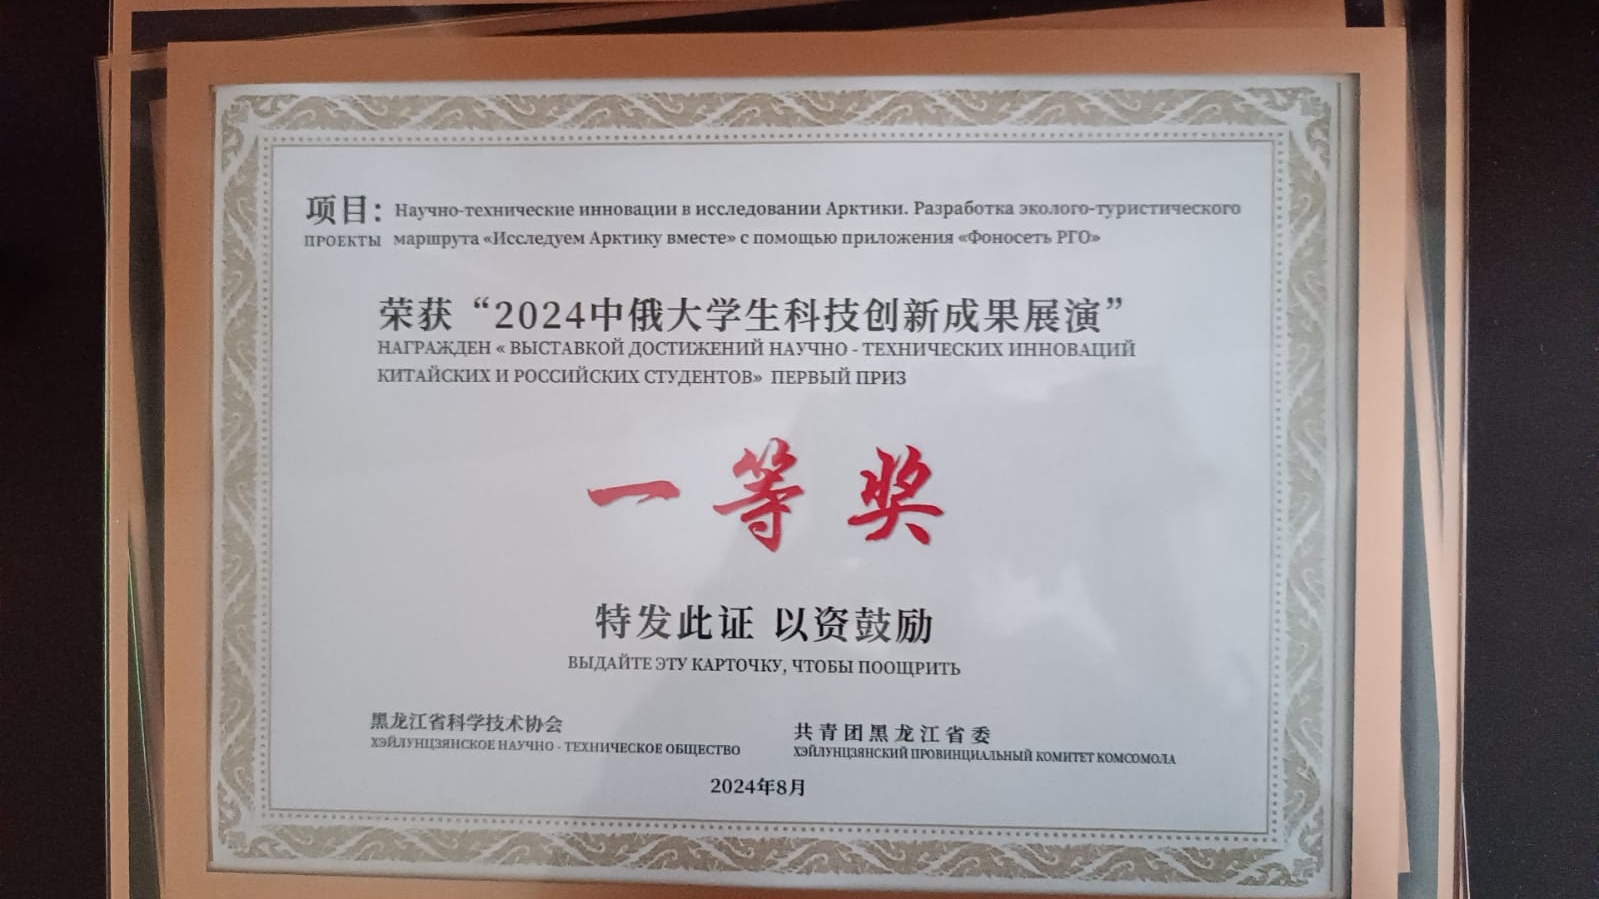 项目： Научно-технические инновации в исследовании Арктики. Разработка эколого-туристического
ПРОЕКТЫ маршрута «Исследуем Арктику вместе» с помощью приложения «Фоносеть РГО»
荣获“2024中俄大学生科技创新成果展演”
НАГРАЖДЕН « ВЫСТАВКОЙ ДОСТИЖЕНИЙ НАУЧНО - ТЕХНИЧЕСКИХ ИННОВАЦИЙ
КИТАЙСКИХ И РОССИЙСКИХ СТУДЕНТОВ» ПЕРВЫЙ ПРИЗ
一等奖
特发此证 以资鼓励
ВЫДАЙТЕ ЭТУ КАРТОЧКУ, ЧТОБЫ ПООЩРИТЬ
黑龙江省科学技术协会
ХЭЙЛУНЦЗЯНСКОЕ НАУЧНО - ТЕХНИЧЕСКОЕ ОБЩЕСТВО
共青团黑龙江省委
ХЭЙЛУНЦЗЯНСКИЙ ПРОВИНЦИАЛЬНЫЙ КОМИТЕТ КОМСОМОЛА
2024年8月